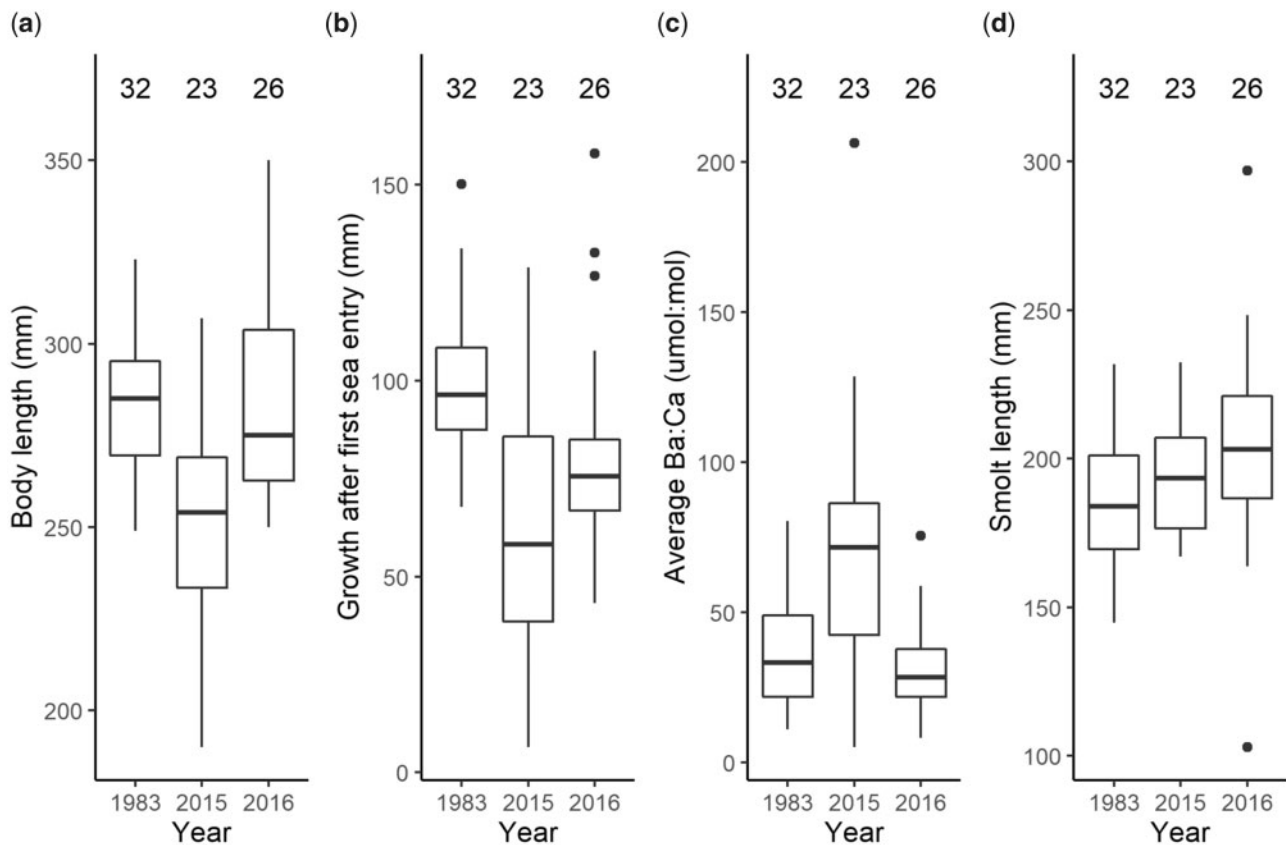 (a)
32 23 26
Body length (mm)
350
300
250
200
1983 2015 2016
Year
(b)
32 23 26
Growth after first sea entry (mm)
150
100
50
0
1983 2015 2016
Year
(c)
32 23 26
Average Ba:Ca (umol:mol)
200
150
100
50
0
1983 2015 2016
Year
(d)
32 23 26
Smolt length (mm)
300
250
200
150
100
1983 2015 2016
Year